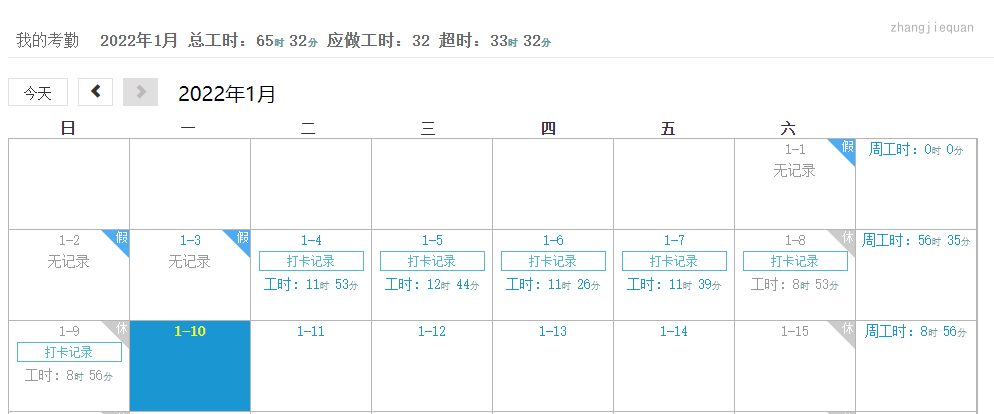 zhangjiequan
我的考勤 2022年1月 总工时：65时 32分 应做工时：32 超时：33时 32分
今天 2022年1月
日 一 二 三 四 五 六
1-1 假 周工时：0时 0分
无记录
1-2 假 1-3 假 1-4 1-5 1-6 1-7 1-8 休 周工时：56时 35分
无记录 无记录 打卡记录 打卡记录 打卡记录 打卡记录 打卡记录
工时：11时 53分 工时：12时 44分 工时：11时 26分 工时：11时 39分 工时：8时 53分
1-9 休 1-10 1-11 1-12 1-13 1-14 1-15 休 周工时：8时 56分
打卡记录
工时：8时 56分